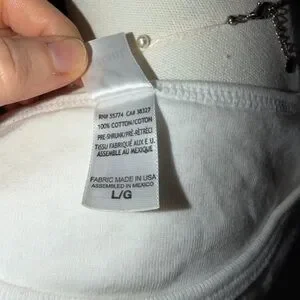 RN# 55774 CA# 38327
100% COTTON/COTON
PRE-SHRUNK/PRÉ-RÉTRÉCI
TISSU FABRIQUÉ AUX E. U.
ASSEMBLÉ AU MEXIQUE
FABRIC MADE IN USA
ASSEMBLED IN MEXICO
L/G